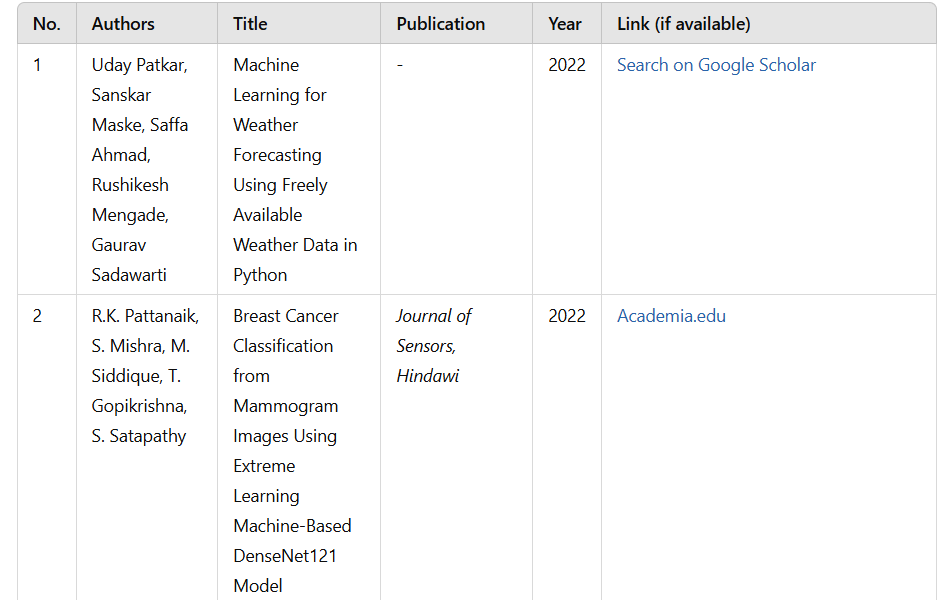 No. Authors Title Publication Year Link (if available)
1 Uday Patkar, Machine - 2022 Search on Google Scholar
Sanskar Learning for
Maske, Saffa Weather
Ahmad, Forecasting
Rushikesh Using Freely
Mengade, Available
Gaurav Weather Data in
Sadawarti Python
2 R.K. Pattanaik, Breast Cancer Journal of 2022 Academia.edu
S. Mishra, M. Classification Sensors,
Siddique, T. from Hindawi
Gopikrishna, Mammogram
S. Satapathy Images Using
Extreme
Learning
Machine-Based
DenseNet121
Model